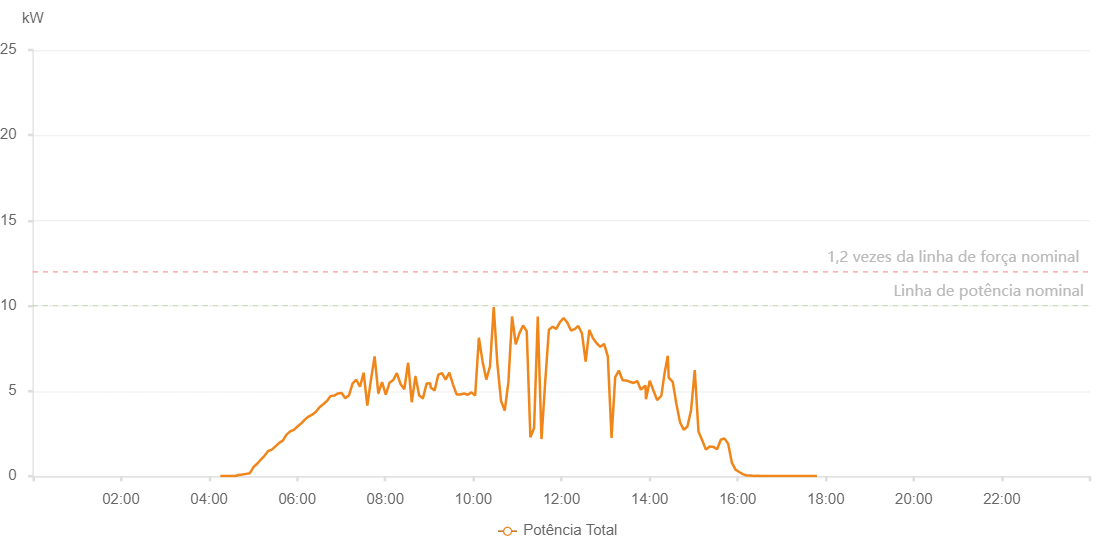 kW
25
20
15
1,2 vezes da linha de força nominal
Linha de potência nominal
10
5
0
02:00 04:00 06:00 08:00 10:00 12:00 14:00 16:00 18:00 20:00 22:00
Potência Total